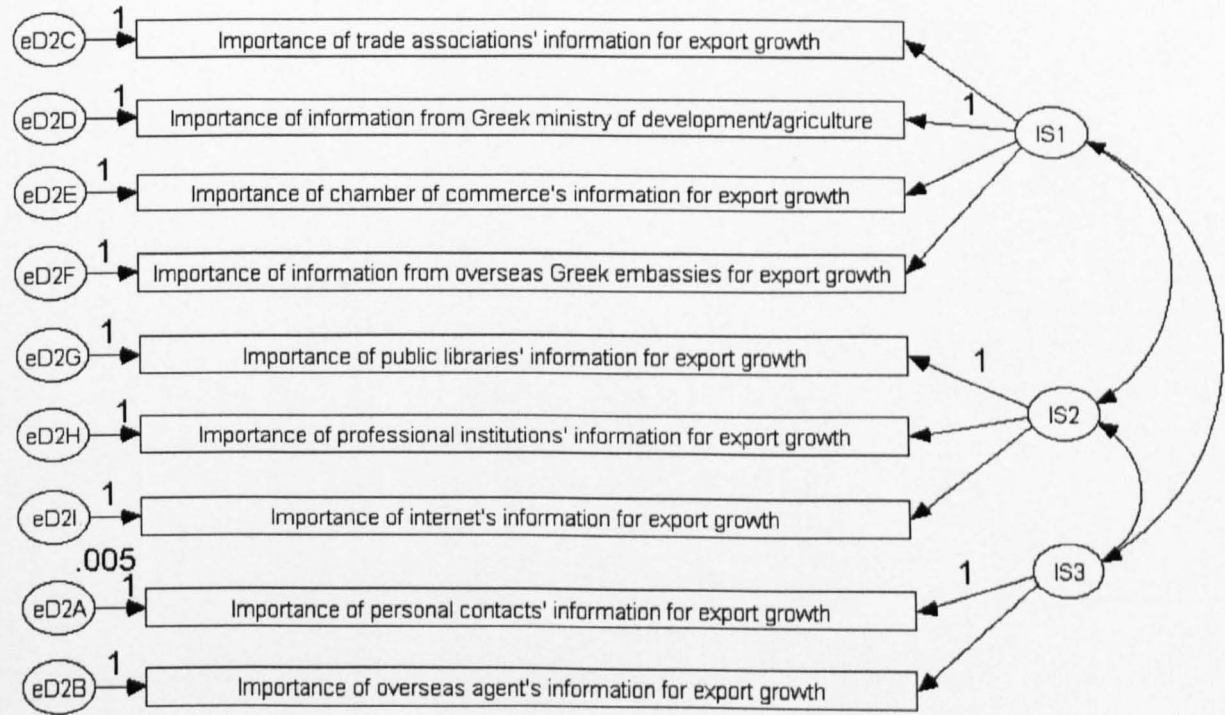 1
eD2C
Importance of trade associations' information for export growth
1
eD2D
Importance of information from Greek ministry of development/agriculture
1
IS1
1
eD2E
Importance of chamber of commerce's information for export growth
1
eD2F
Importance of information from overseas Greek embassies for export growth
1
eD2G
Importance of public libraries' information for export growth
1
IS2
1
eD2H
Importance of professional institutions' information for export growth
1
eD2I
Importance of internet's information for export growth
.005
1
eD2A
Importance of personal contacts' information for export growth
1
IS3
1
eD2B
Importance of overseas agent's information for export growth